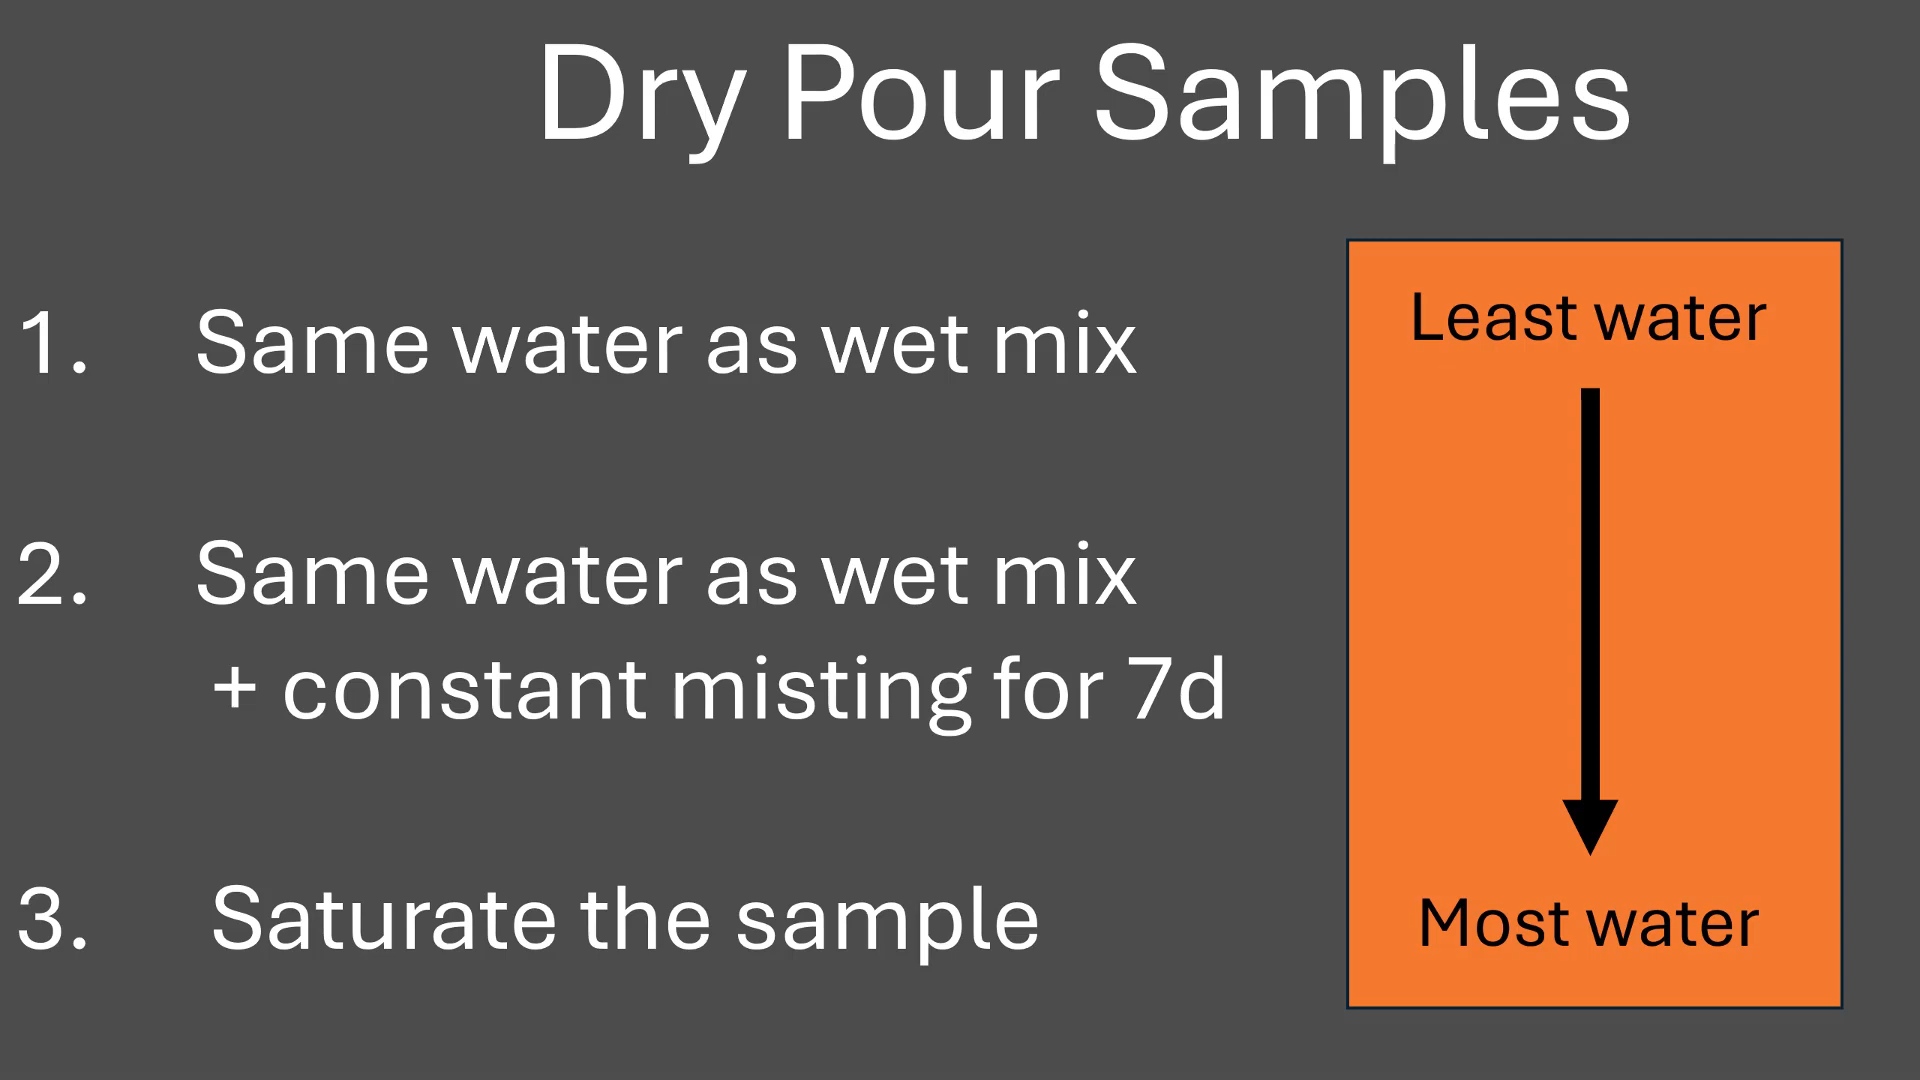 Dry Pour Samples
1. Same water as wet mix
2. Same water as wet mix
+ constant misting for 7d
3. Saturate the sample
Least water
Most water